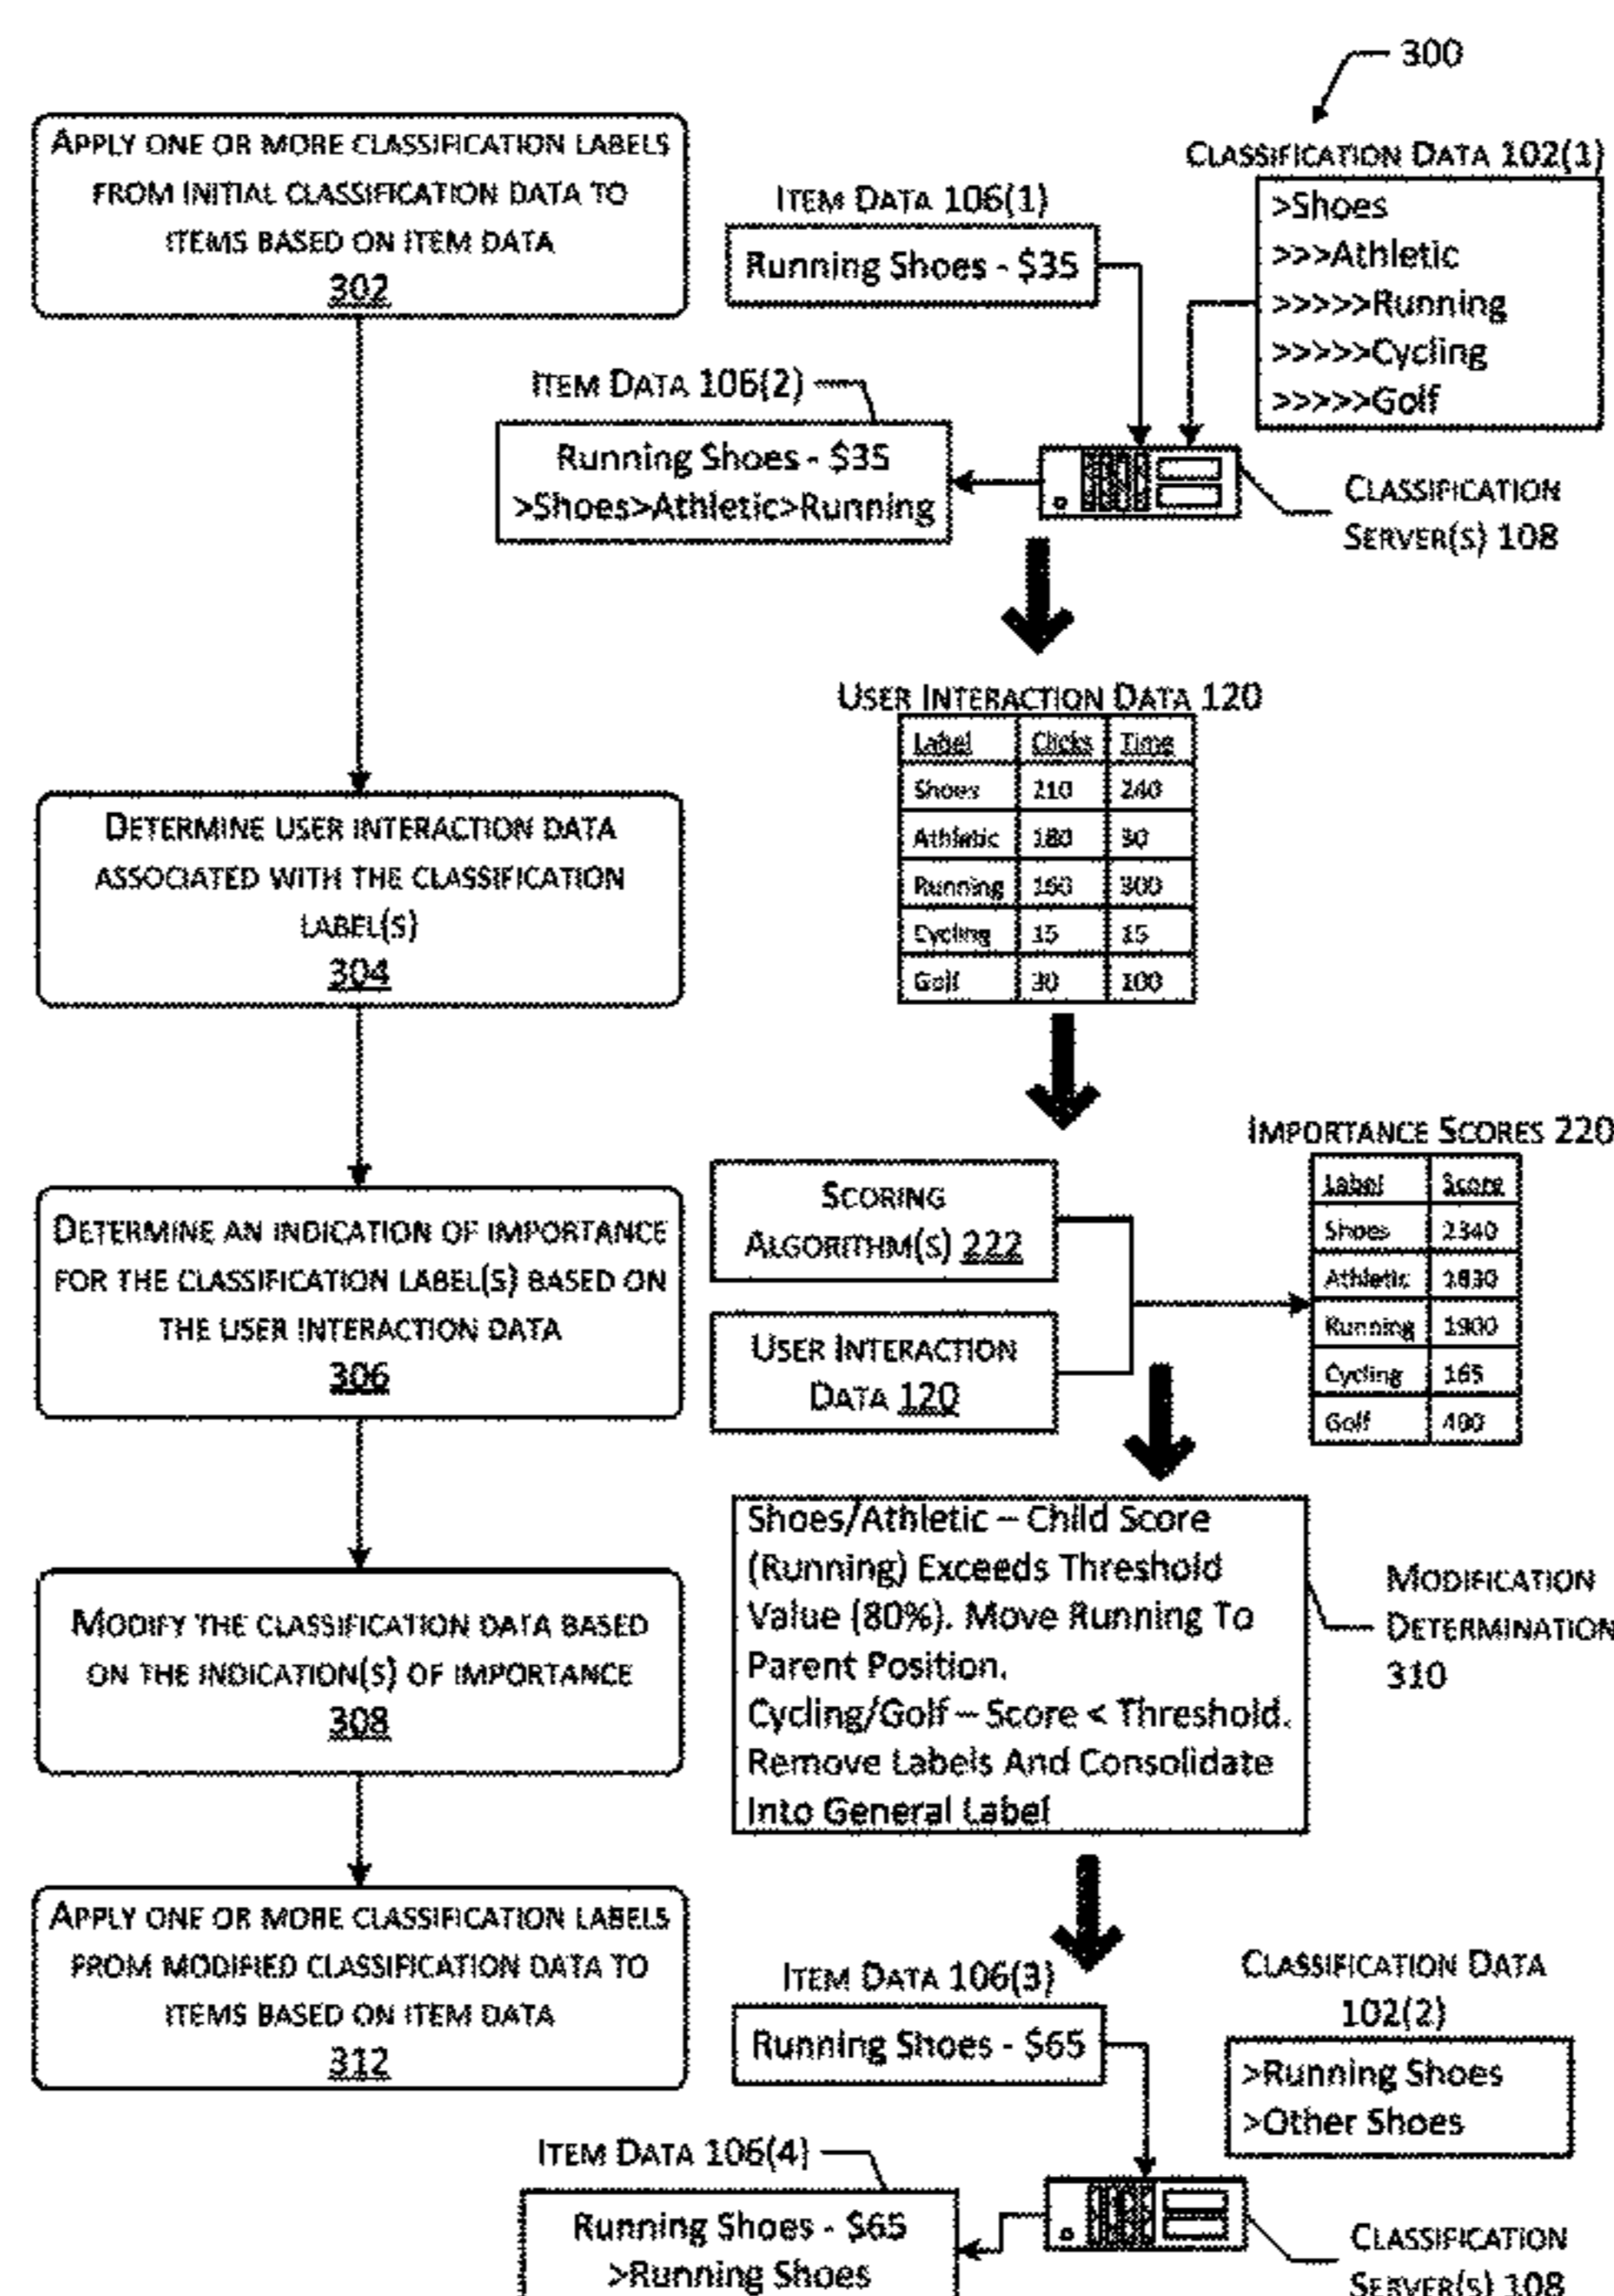 300
APPLY ONE OR MORE CLASSIFICATION LABELS
FROM INITIAL CLASSIFICATION DATA TO
ITEMS BASED ON ITEM DATA
302
ITEM DATA 106(1)
Running Shoes - $35
CLASSIFICATION DATA 102(1)
>Shoes
>>>Athletic
>>>>>Running
>>>>>Cycling
>>>>>Golf
ITEM DATA 106(2)
Running Shoes - $35
>Shoes>Athletic>Running
CLASSIFICATION
SERVER(S) 108
DETERMINE USER INTERACTION DATA
ASSOCIATED WITH THE CLASSIFICATION
LABEL(S)
304
USER INTERACTION DATA 120
Label Clicks Time
Shoes 210 240
Athletic 180 30
Running 160 300
Cycling 15 15
Golf 30 100
DETERMINE AN INDICATION OF IMPORTANCE
FOR THE CLASSIFICATION LABEL(S) BASED ON
THE USER INTERACTION DATA
306
SCORING
ALGORITHM(S) 222
USER INTERACTION
DATA 120
IMPORTANCE SCORES 220
Label Score
Shoes 2340
Athletic 1830
Running 1900
Cycling 165
Golf 400
MODIFY THE CLASSIFICATION DATA BASED
ON THE INDICATION(S) OF IMPORTANCE
308
Shoes/Athletic – Child Score
(Running) Exceeds Threshold
Value (80%). Move Running To
Parent Position.
Cycling/Golf – Score < Threshold.
Remove Labels And Consolidate
Into General Label
MODIFICATION
DETERMINATION
310
APPLY ONE OR MORE CLASSIFICATION LABELS
FROM MODIFIED CLASSIFICATION DATA TO
ITEMS BASED ON ITEM DATA
312
ITEM DATA 106(3)
Running Shoes - $65
CLASSIFICATION DATA
102(2)
>Running Shoes
>Other Shoes
ITEM DATA 106(4)
Running Shoes - $65
>Running Shoes
CLASSIFICATION
SERVER(S) 108